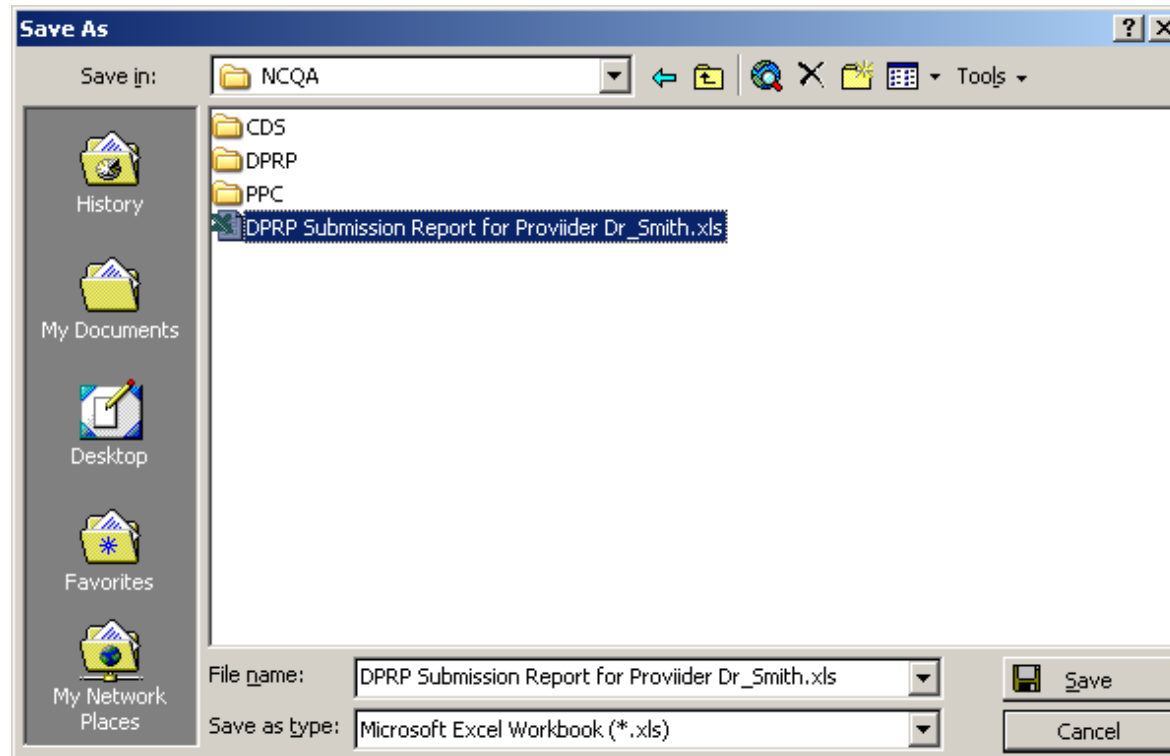 Save As
Save in:
NCQA
Tools
History
My Documents
Desktop
Favorites
My Network
Places
CDS
DPRP
PPC
DPRP Submission Report for Proviider Dr_Smith.xls
File name:
DPRP Submission Report for Proviider Dr_Smith.xls
Save
Save as type:
Microsoft Excel Workbook (*.xls)
Cancel